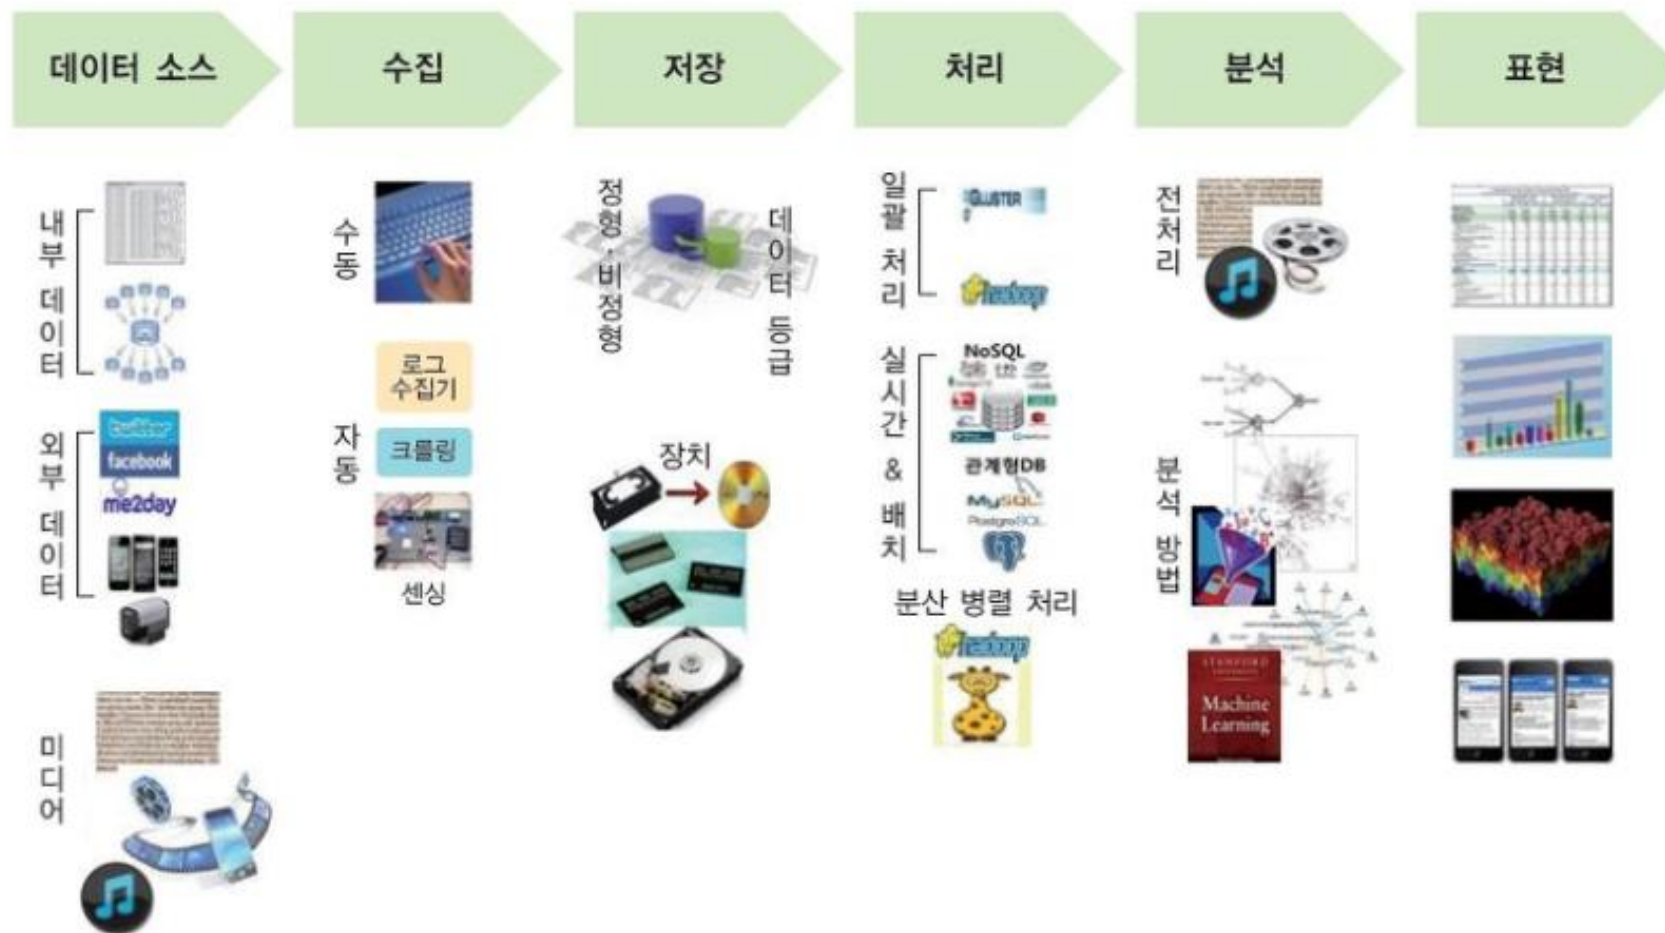 데이터 소스
수집
저장
처리
분석
표현
내부 데이터
외부 데이터
twitter
facebook
me2day
미디어
수동
자동
로그
수집기
크롤링
센싱
정형·비정형
데이터 등급
장치
일괄 처리
GLUSTER
hadoop
실시간 & 배치
NoSQL
관계형DB
MySQL
PostgreSQL
분산 병렬 처리
hadoop
전처리
분석 방법
STANFORD
Machine
Learning